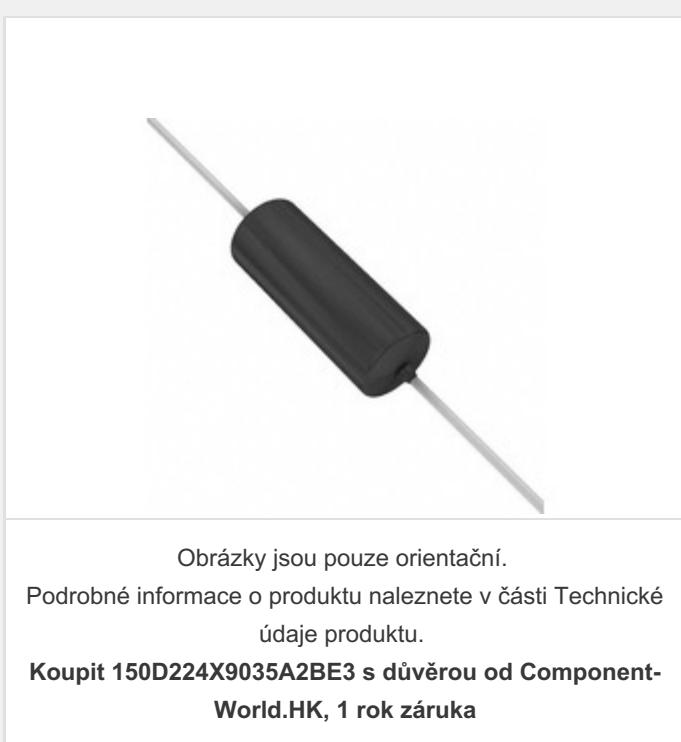 Obrázky jsou pouze orientační.
Podrobné informace o produktu naleznete v části Technické
údaje produktu.
Koupit 150D224X9035A2BE3 s důvěrou od Component-
World.HK, 1 rok záruka